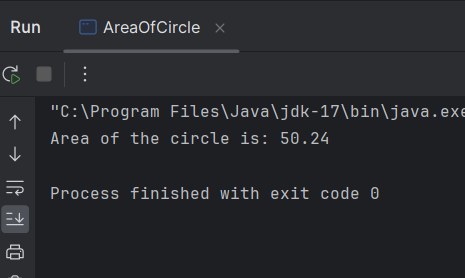 Run AreaOfCircle
"C:\Program Files\Java\jdk-17\bin\java.exe
Area of the circle is: 50.24
Process finished with exit code 0